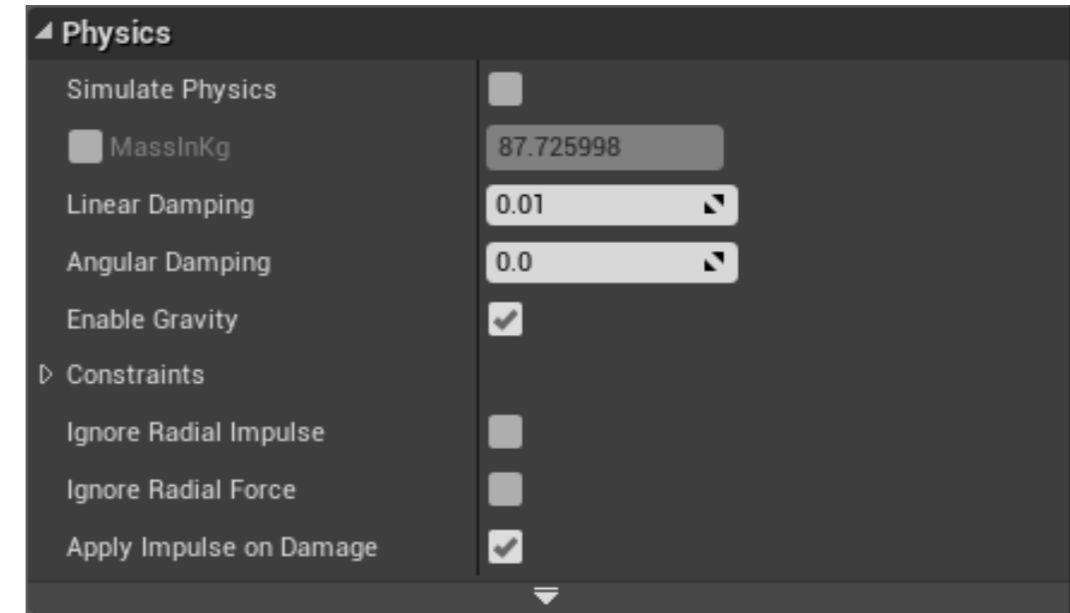 Physics
Simulate Physics
MassInKg 87.725998
Linear Damping 0.01
Angular Damping 0.0
Enable Gravity
Constraints
Ignore Radial Impulse
Ignore Radial Force
Apply Impulse on Damage